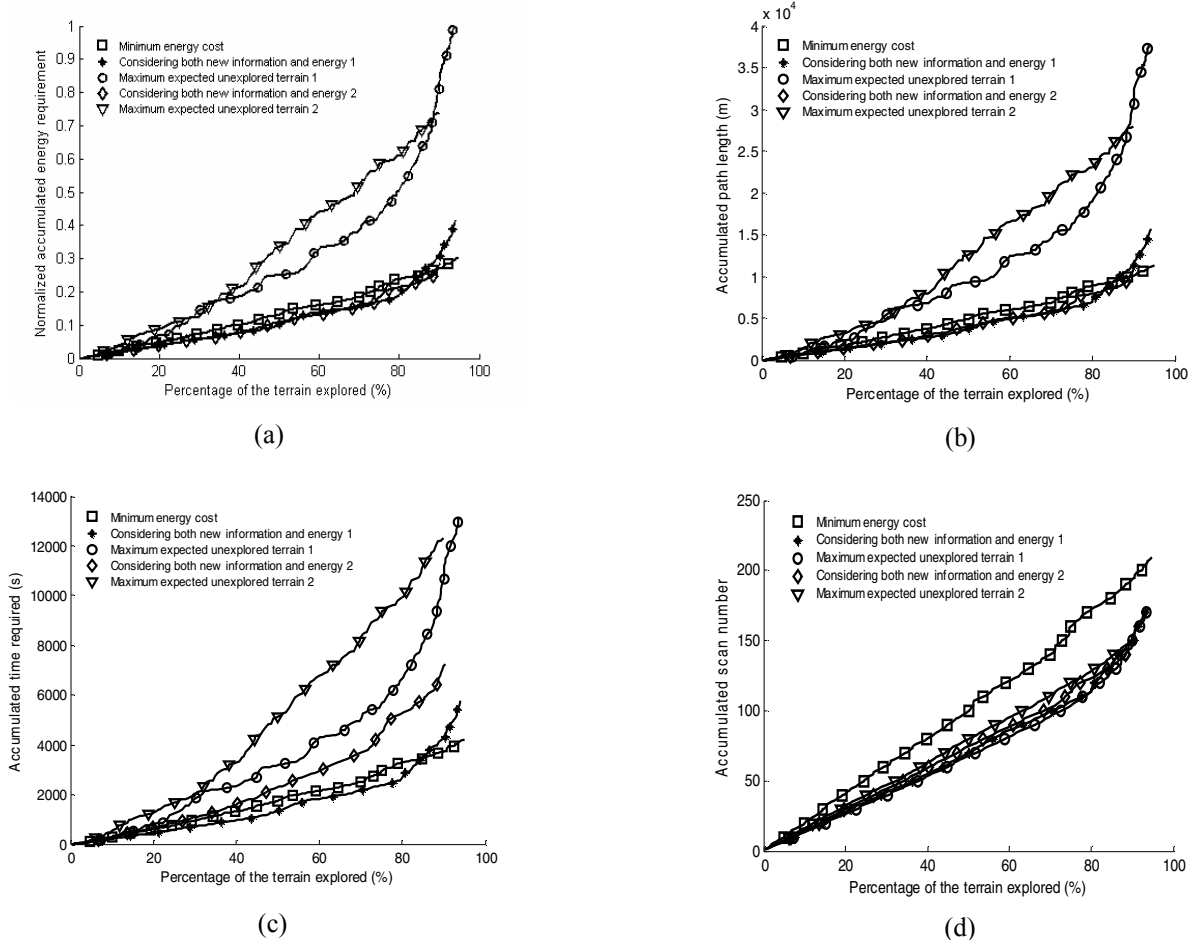 1
0.9
0.8
0.7
0.6
0.5
0.4
0.3
0.2
0.1
0
Normalized accumulated energy requirement
Minimum energy cost
Considering both new information and energy 1
Maximum expected unexplored terrain 1
Considering both new information and energy 2
Maximum expected unexplored terrain 2
0 20 40 60 80 100
Percentage of the terrain explored (%)
(a)
x 10⁴
4
3.5
3
2.5
2
1.5
1
0.5
0
Accumulated path length (m)
Minimum energy cost
Considering both new information and energy 1
Maximum expected unexplored terrain 1
Considering both new information and energy 2
Maximum expected unexplored terrain 2
0 20 40 60 80 100
Percentage of the terrain explored (%)
(b)
14000
12000
10000
8000
6000
4000
2000
0
Accumulated time required (s)
Minimum energy cost
Considering both new information and energy 1
Maximum expected unexplored terrain 1
Considering both new information and energy 2
Maximum expected unexplored terrain 2
0 20 40 60 80 100
Percentage of the terrain explored (%)
(c)
250
200
150
100
50
0
Accumulated scan number
Minimum energy cost
Considering both new information and energy 1
Maximum expected unexplored terrain 1
Considering both new information and energy 2
Maximum expected unexplored terrain 2
0 20 40 60 80 100
Percentage of the terrain explored (%)
(d)